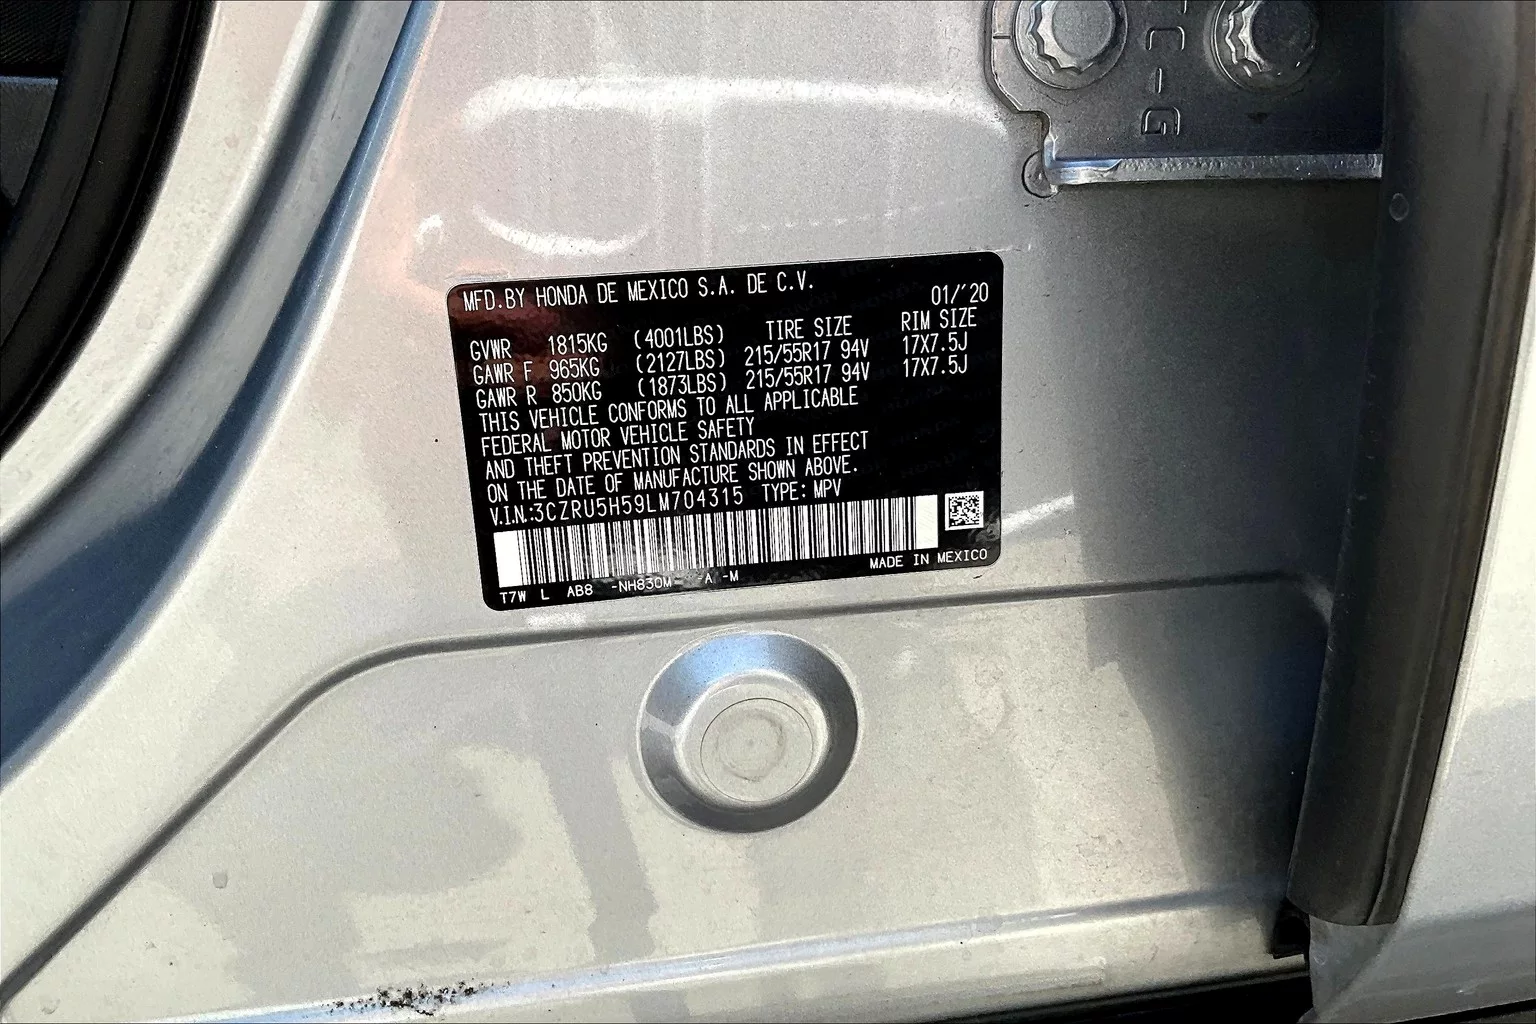 MFD.BY HONDA DE MEXICO S.A. DE C.V.
01/'20
GVWR 1815KG (4001LBS) TIRE SIZE RIM SIZE
GAWR F 965KG (2127LBS) 215/55R17 94V 17X7.5J
GAWR R 850KG (1873LBS) 215/55R17 94V 17X7.5J
THIS VEHICLE CONFORMS TO ALL APPLICABLE
FEDERAL MOTOR VEHICLE SAFETY
AND THEFT PREVENTION STANDARDS IN EFFECT
ON THE DATE OF MANUFACTURE SHOWN ABOVE.
V.I.N.:3CZRU5H59LM704315 TYPE: MPV
MADE IN MEXICO
T7W L AB8 -NH830M- -A -M